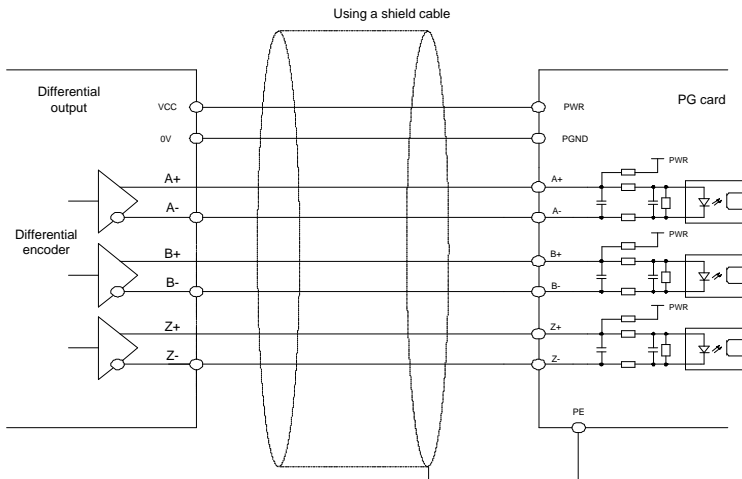 Using a shield cable
Differential
output
PG card
VCC
PWR
0V
PGND
PWR
A+
A+
A-
A-
Differential
encoder
PWR
B+
B+
B-
B-
PWR
Z+
Z+
Z-
Z-
PE